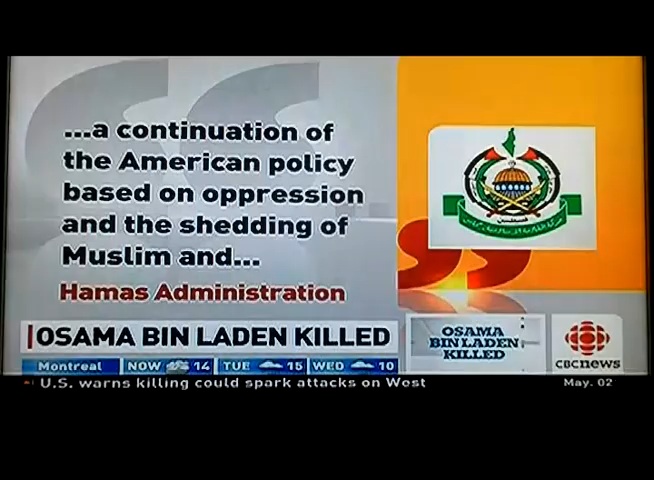 ...a continuation of
the American policy
based on oppression
and the shedding of
Muslim and...
Hamas Administration
OSAMA BIN LADEN KILLED
OSAMA
BIN LADEN
KILLED
CBCnews
Montreal NOW 14 TUE 15 WED 10
U.S. warns killing could spark attacks on West
May. 02